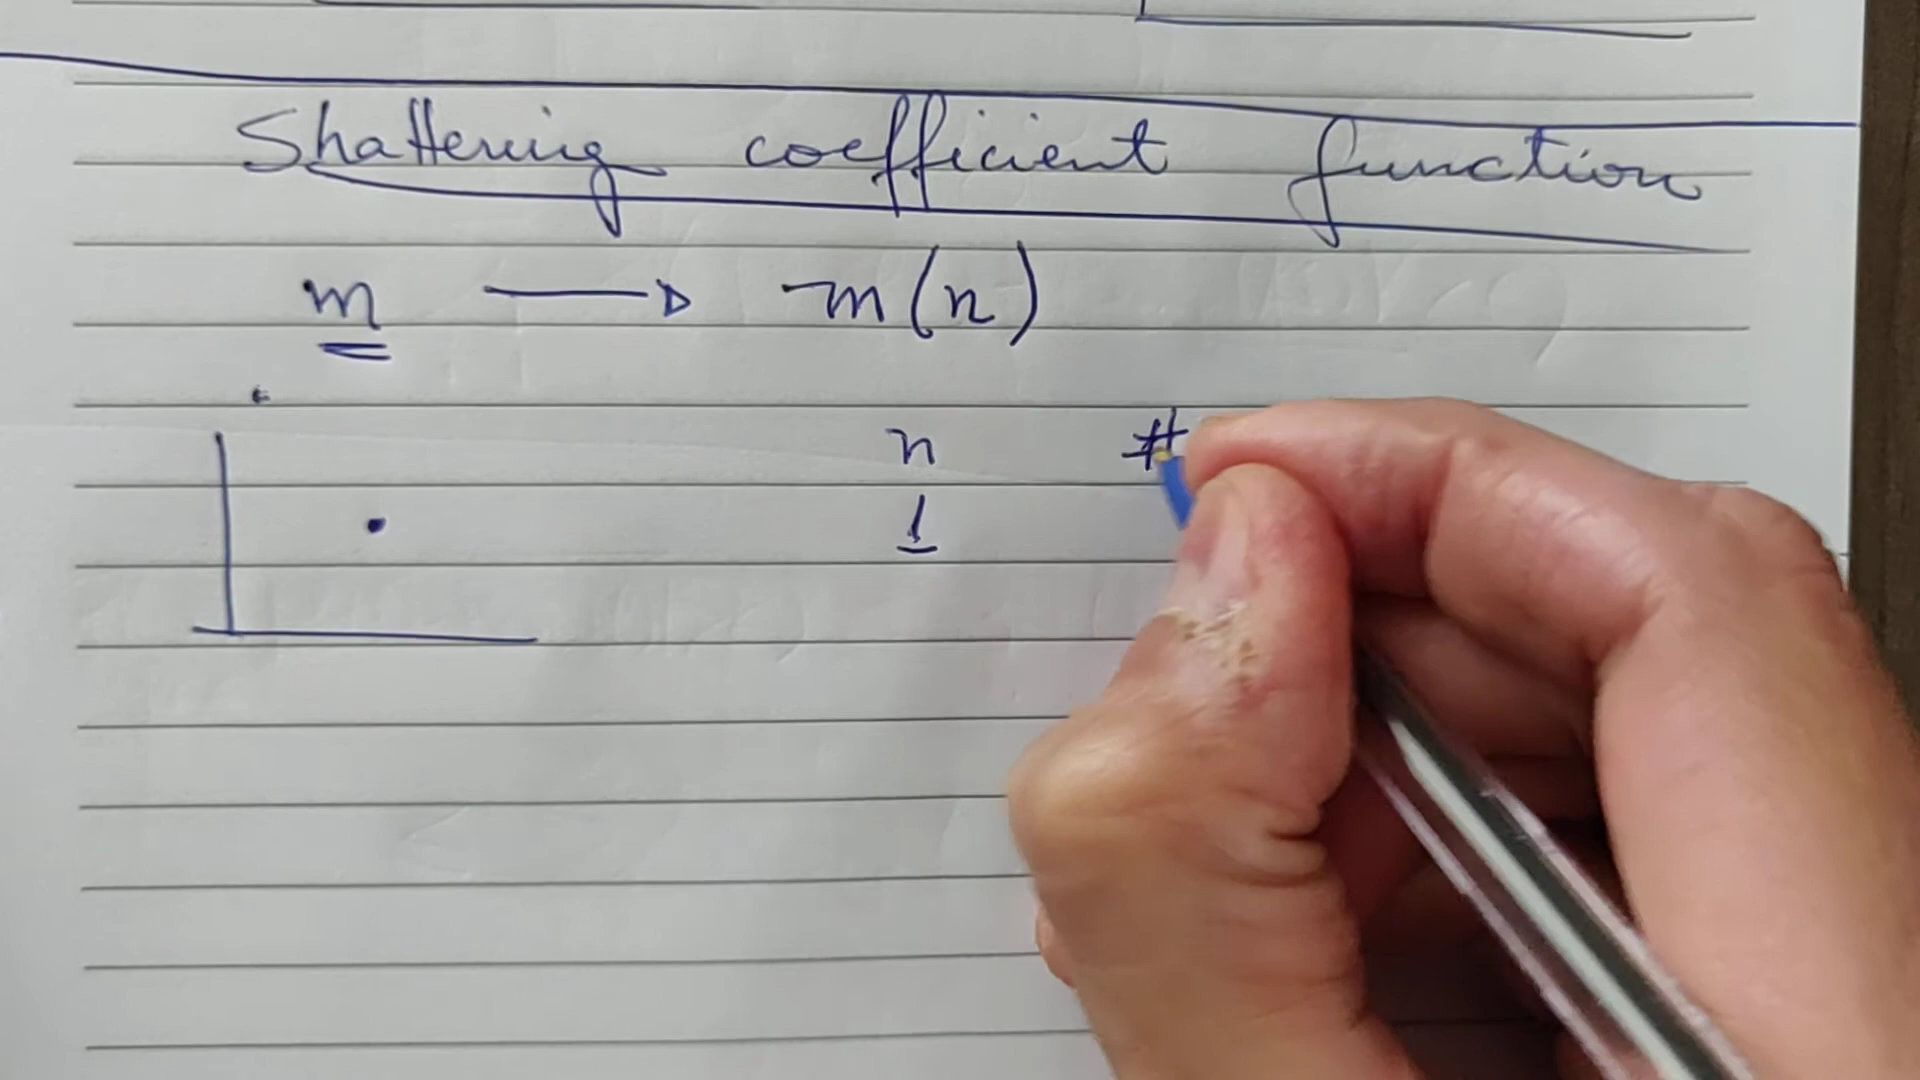 Shattering coefficient function
m → m(n)
n #
1